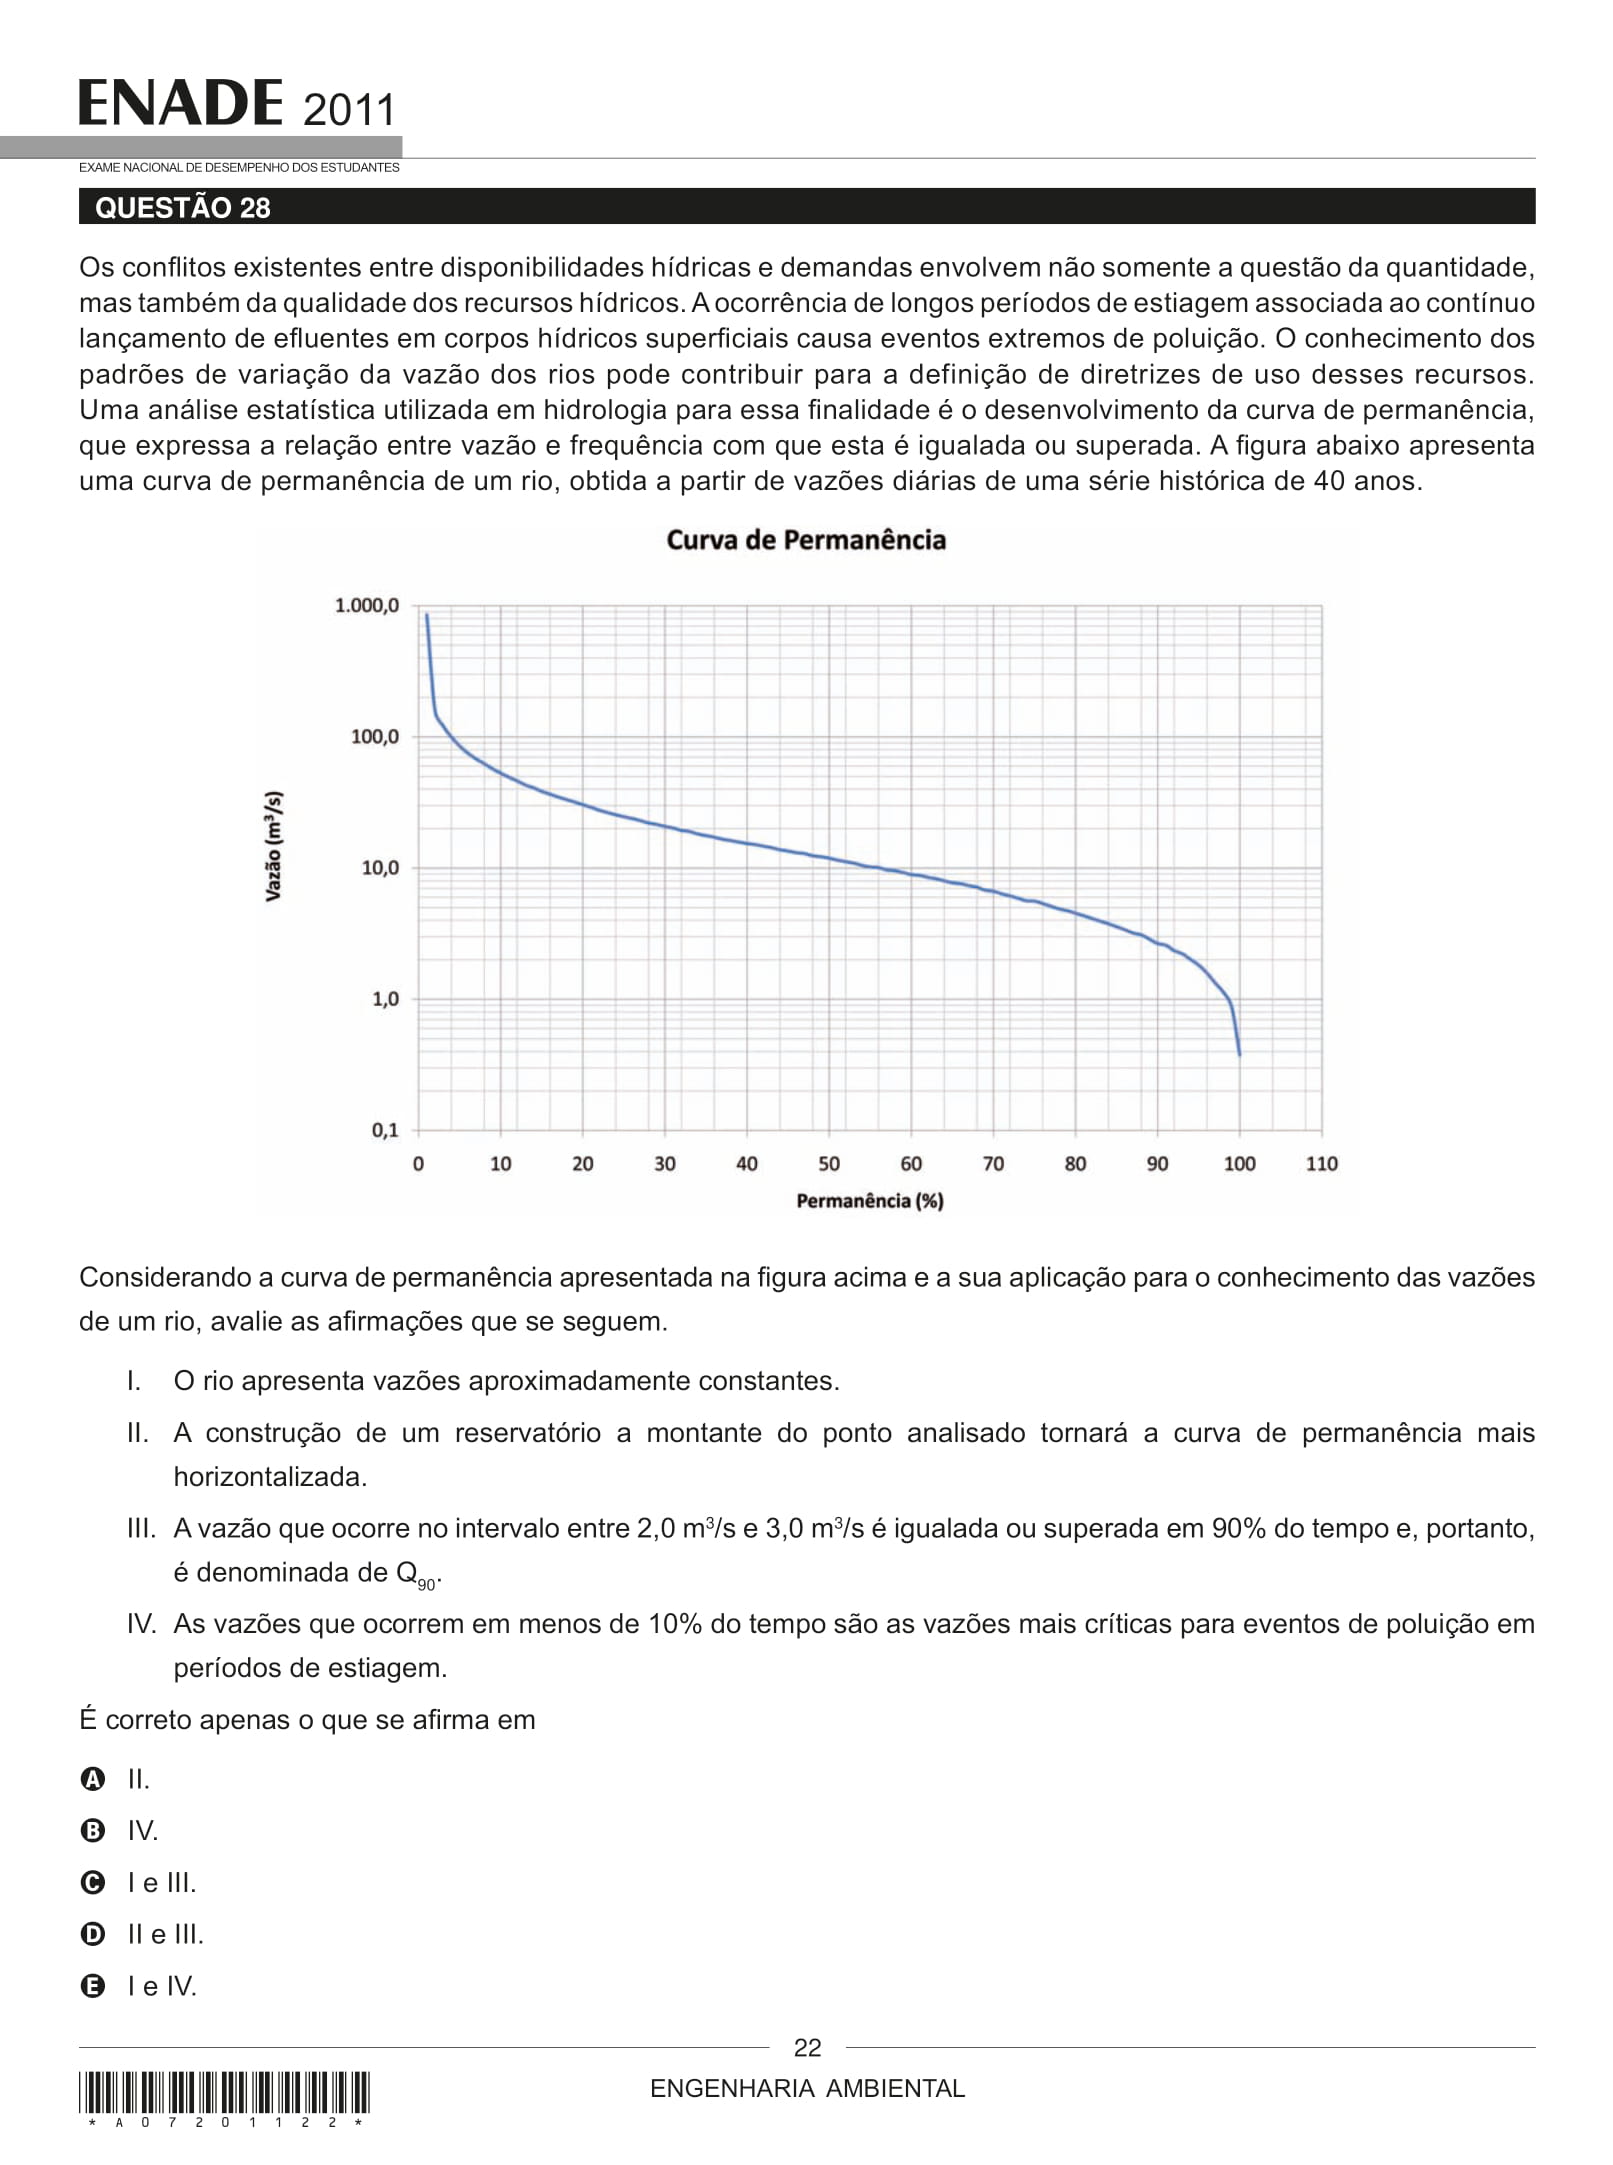 ENADE 2011
EXAME NACIONAL DE DESEMPENHO DOS ESTUDANTES
QUESTÃO 28
Os conflitos existentes entre disponibilidades hídricas e demandas envolvem não somente a questão da quantidade,
mas também da qualidade dos recursos hídricos. A ocorrência de longos períodos de estiagem associada ao contínuo
lançamento de efluentes em corpos hídricos superficiais causa eventos extremos de poluição. O conhecimento dos
padrões de variação da vazão dos rios pode contribuir para a definição de diretrizes de uso desses recursos.
Uma análise estatística utilizada em hidrologia para essa finalidade é o desenvolvimento da curva de permanência,
que expressa a relação entre vazão e frequência com que esta é igualada ou superada. A figura abaixo apresenta
uma curva de permanência de um rio, obtida a partir de vazões diárias de uma série histórica de 40 anos.
Curva de Permanência
1.000,0
100,0
10,0
1,0
0,1
Vazão (m³/s)
0 10 20 30 40 50 60 70 80 90 100 110
Permanência (%)
Considerando a curva de permanência apresentada na figura acima e a sua aplicação para o conhecimento das vazões
de um rio, avalie as afirmações que se seguem.
I. O rio apresenta vazões aproximadamente constantes.
II. A construção de um reservatório a montante do ponto analisado tornará a curva de permanência mais
horizontalizada.
III. A vazão que ocorre no intervalo entre 2,0 m³/s e 3,0 m³/s é igualada ou superada em 90% do tempo e, portanto,
é denominada de Q90.
IV. As vazões que ocorrem em menos de 10% do tempo são as vazões mais críticas para eventos de poluição em
períodos de estiagem.
É correto apenas o que se afirma em
A II.
B IV.
C I e III.
D II e III.
E I e IV.
22
ENGENHARIA AMBIENTAL
* A 0 7 2 0 1 1 2 2 *